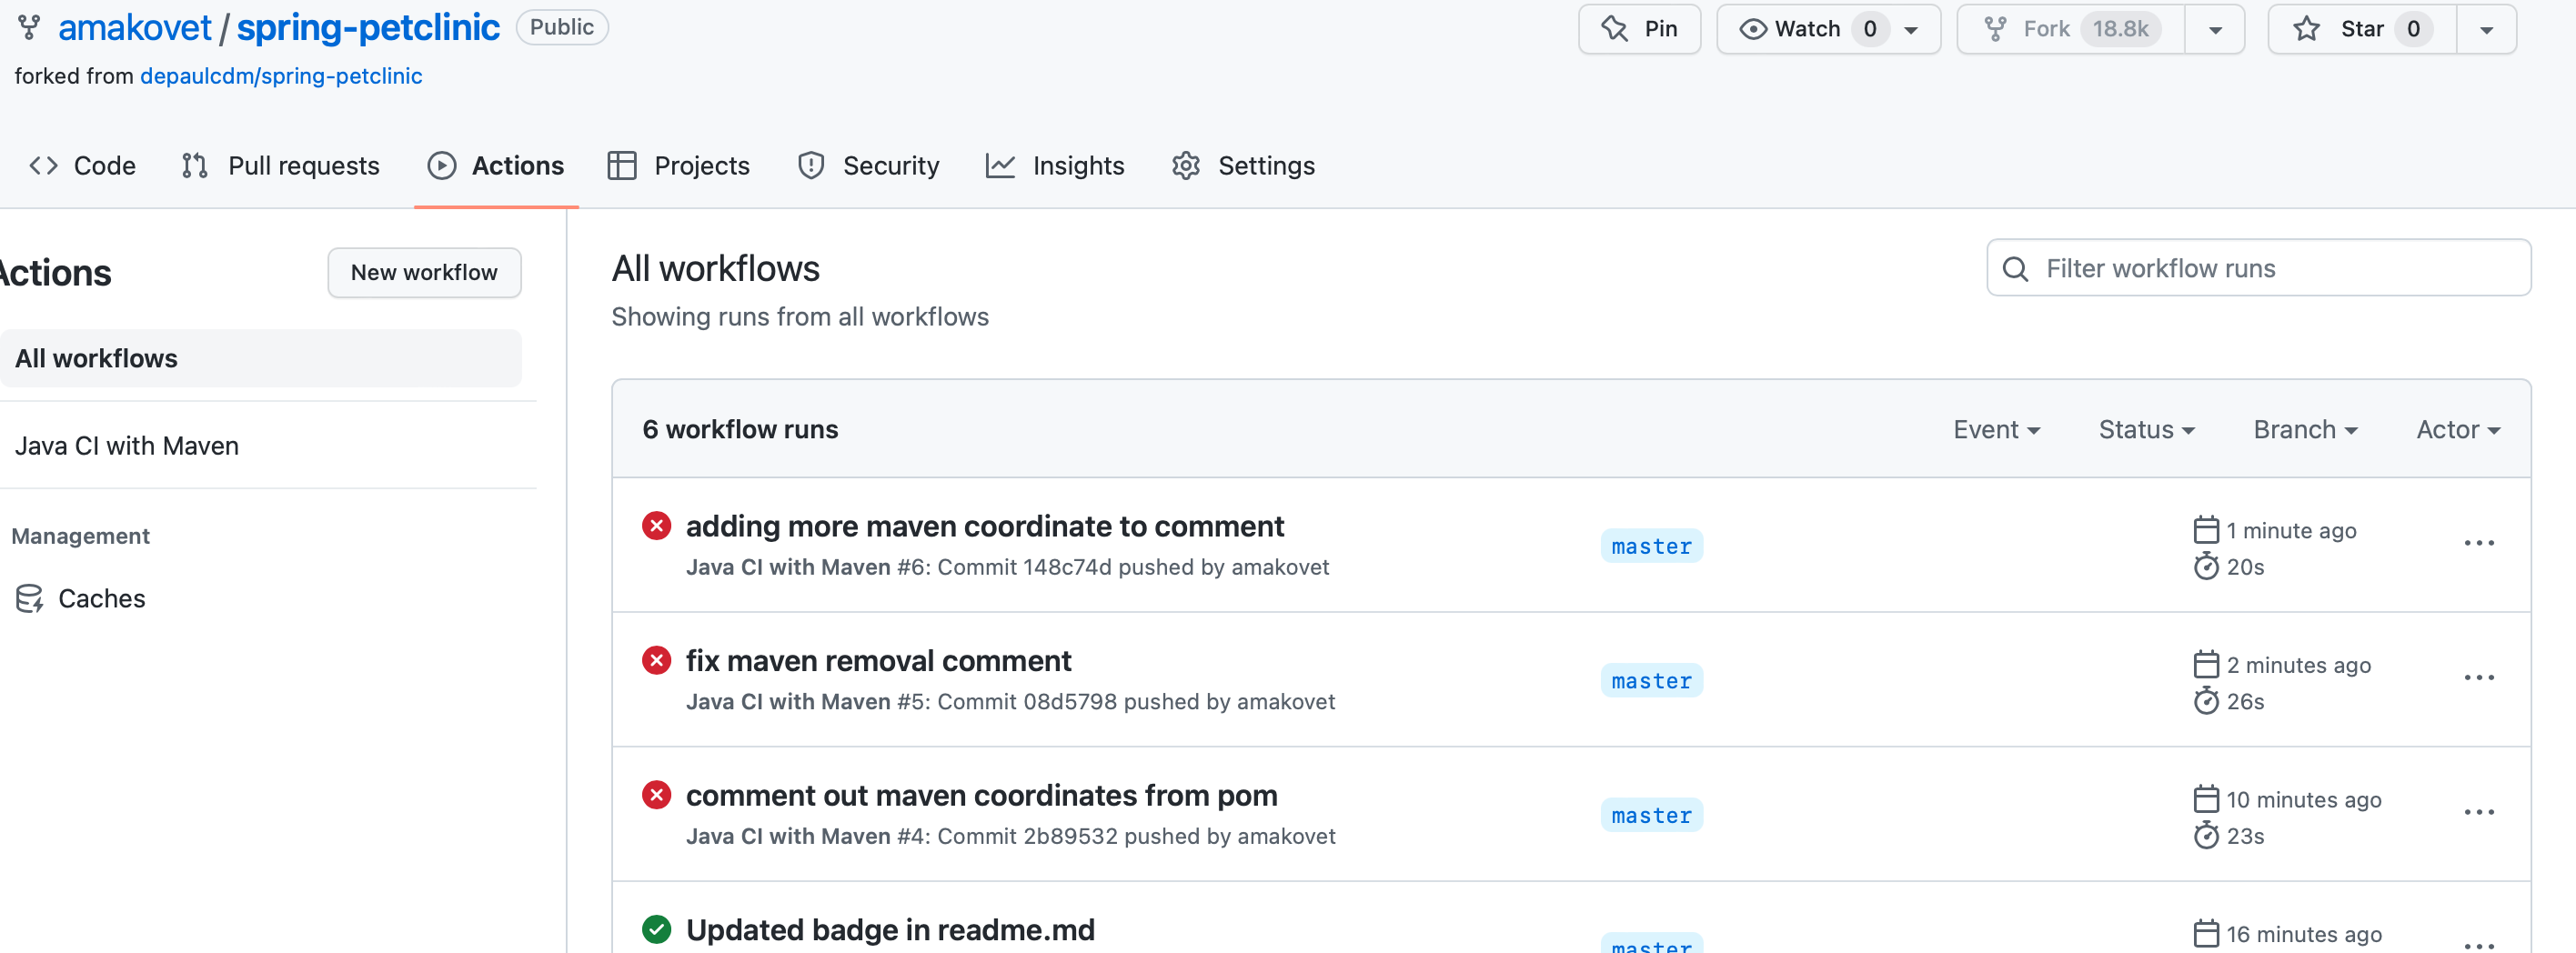 amakovet / spring-petclinic Public
Pin Watch 0 Fork 18.8k Star 0
forked from depaulcdm/spring-petclinic
Code Pull requests Actions Projects Security Insights Settings
Actions New workflow
All workflows
Java CI with Maven
Management
Caches
All workflows
Showing runs from all workflows
Filter workflow runs
6 workflow runs Event Status Branch Actor
adding more maven coordinate to comment
Java CI with Maven #6: Commit 148c74d pushed by amakovet
master
1 minute ago
20s
fix maven removal comment
Java CI with Maven #5: Commit 08d5798 pushed by amakovet
master
2 minutes ago
26s
comment out maven coordinates from pom
Java CI with Maven #4: Commit 2b89532 pushed by amakovet
master
10 minutes ago
23s
Updated badge in readme.md
master
16 minutes ago